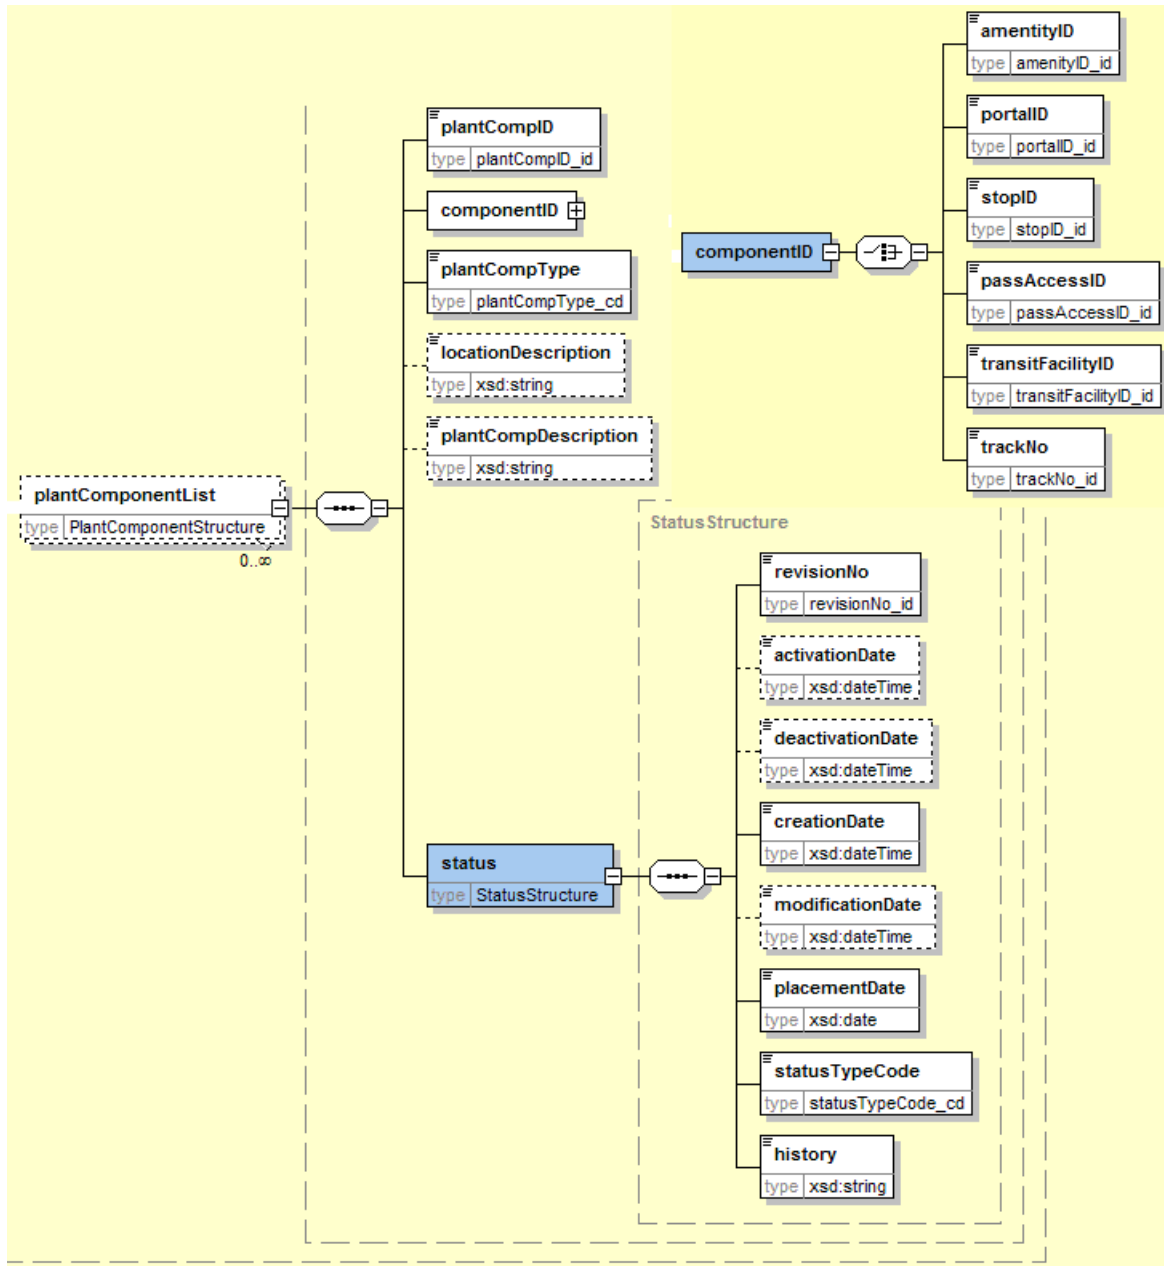 plantComponentList
type PlantComponentStructure
0..∞
plantCompID
type plantCompID_id
componentID
plantCompType
type plantCompType_cd
locationDescription
type xsd:string
plantCompDescription
type xsd:string
status
type StatusStructure
componentID
amentityID
type amenityID_id
portalID
type portalID_id
stopID
type stopID_id
passAccessID
type passAccessID_id
transitFacilityID
type transitFacilityID_id
trackNo
type trackNo_id
StatusStructure
revisionNo
type revisionNo_id
activationDate
type xsd:dateTime
deactivationDate
type xsd:dateTime
creationDate
type xsd:dateTime
modificationDate
type xsd:dateTime
placementDate
type xsd:date
statusTypeCode
type statusTypeCode_cd
history
type xsd:string